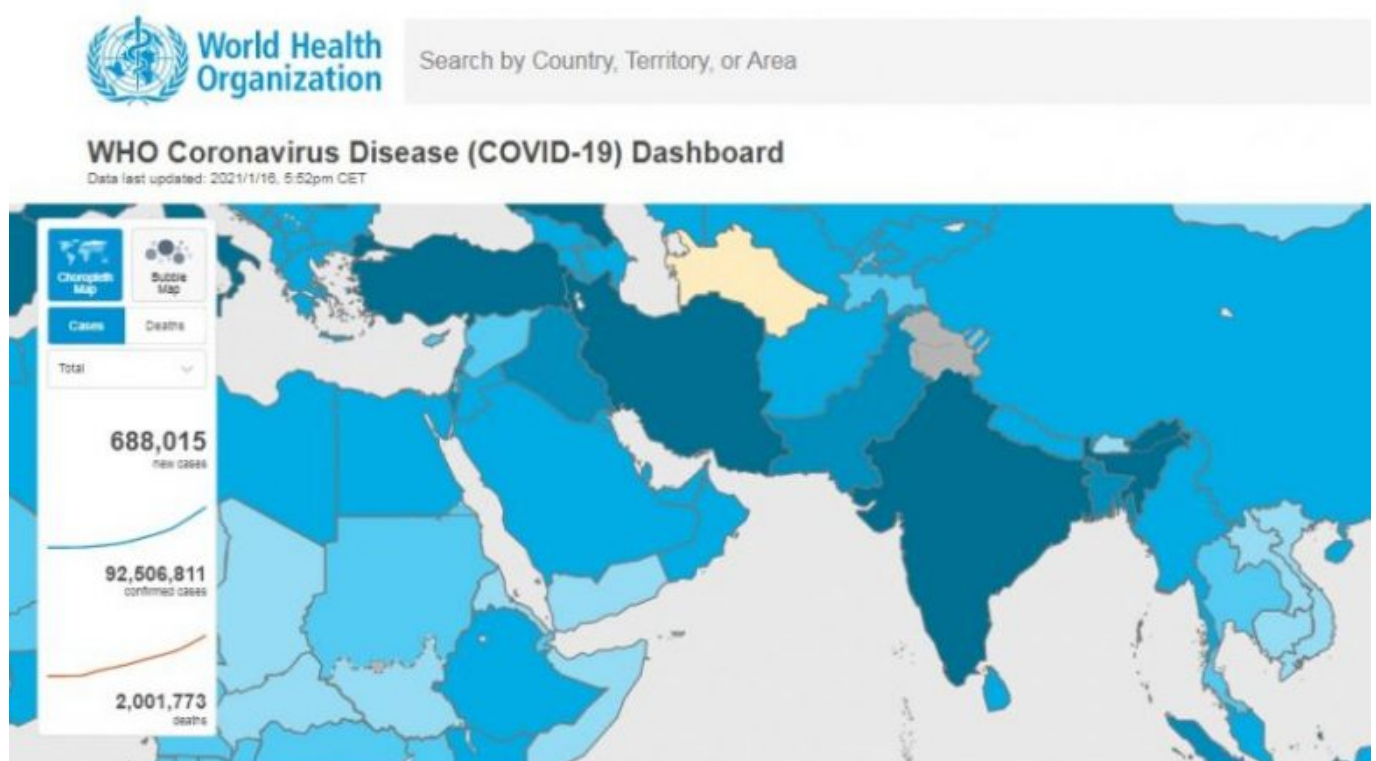 World Health
Organization
Search by Country, Territory, or Area
WHO Coronavirus Disease (COVID-19) Dashboard
Data last updated: 2021/1/16, 5:52pm CET
Choropleth
Map
Bubble
Map
Cases
Deaths
Total
688,015
new cases
92,506,811
confirmed cases
2,001,773
deaths